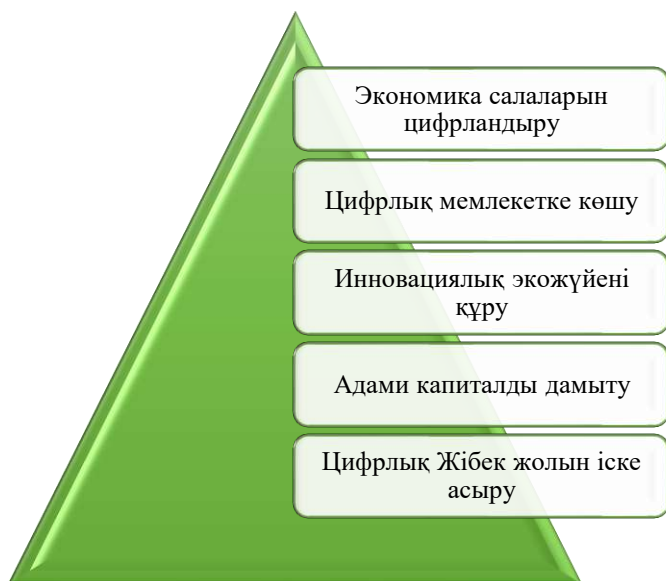 Экономика салаларын
цифрландыру
Цифрлық мемлекетке көшу
Инновациялық экожүйені
құру
Адами капиталды дамыту
Цифрлық Жібек жолын іске
асыру